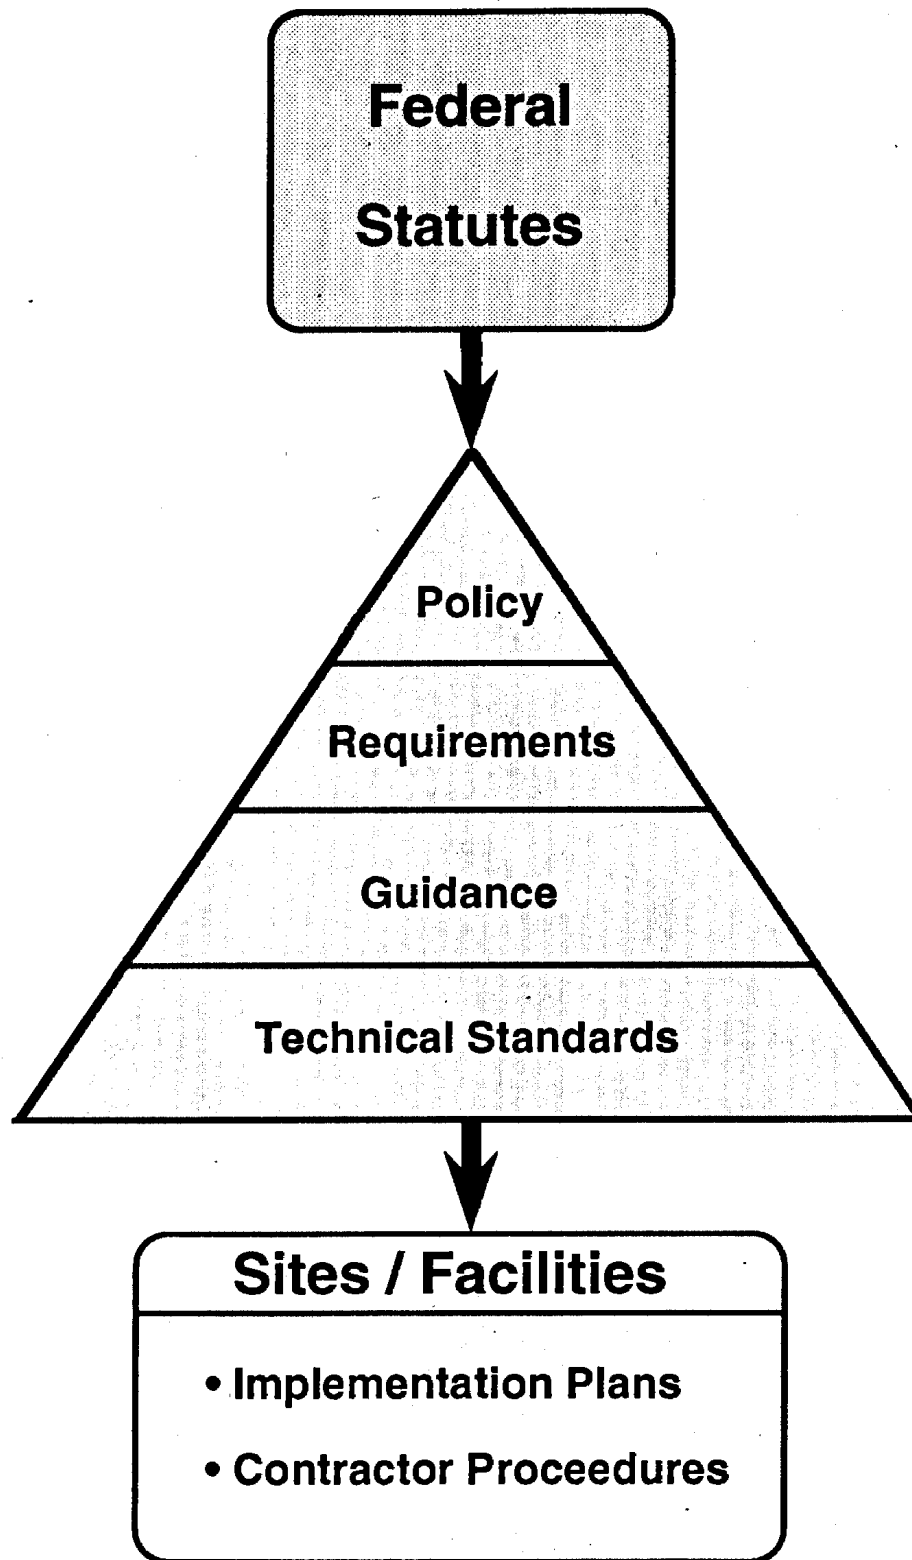 Federal
Statutes
Policy
Requirements
Guidance
Technical Standards
Sites / Facilities
• Implementation Plans
• Contractor Proceedures